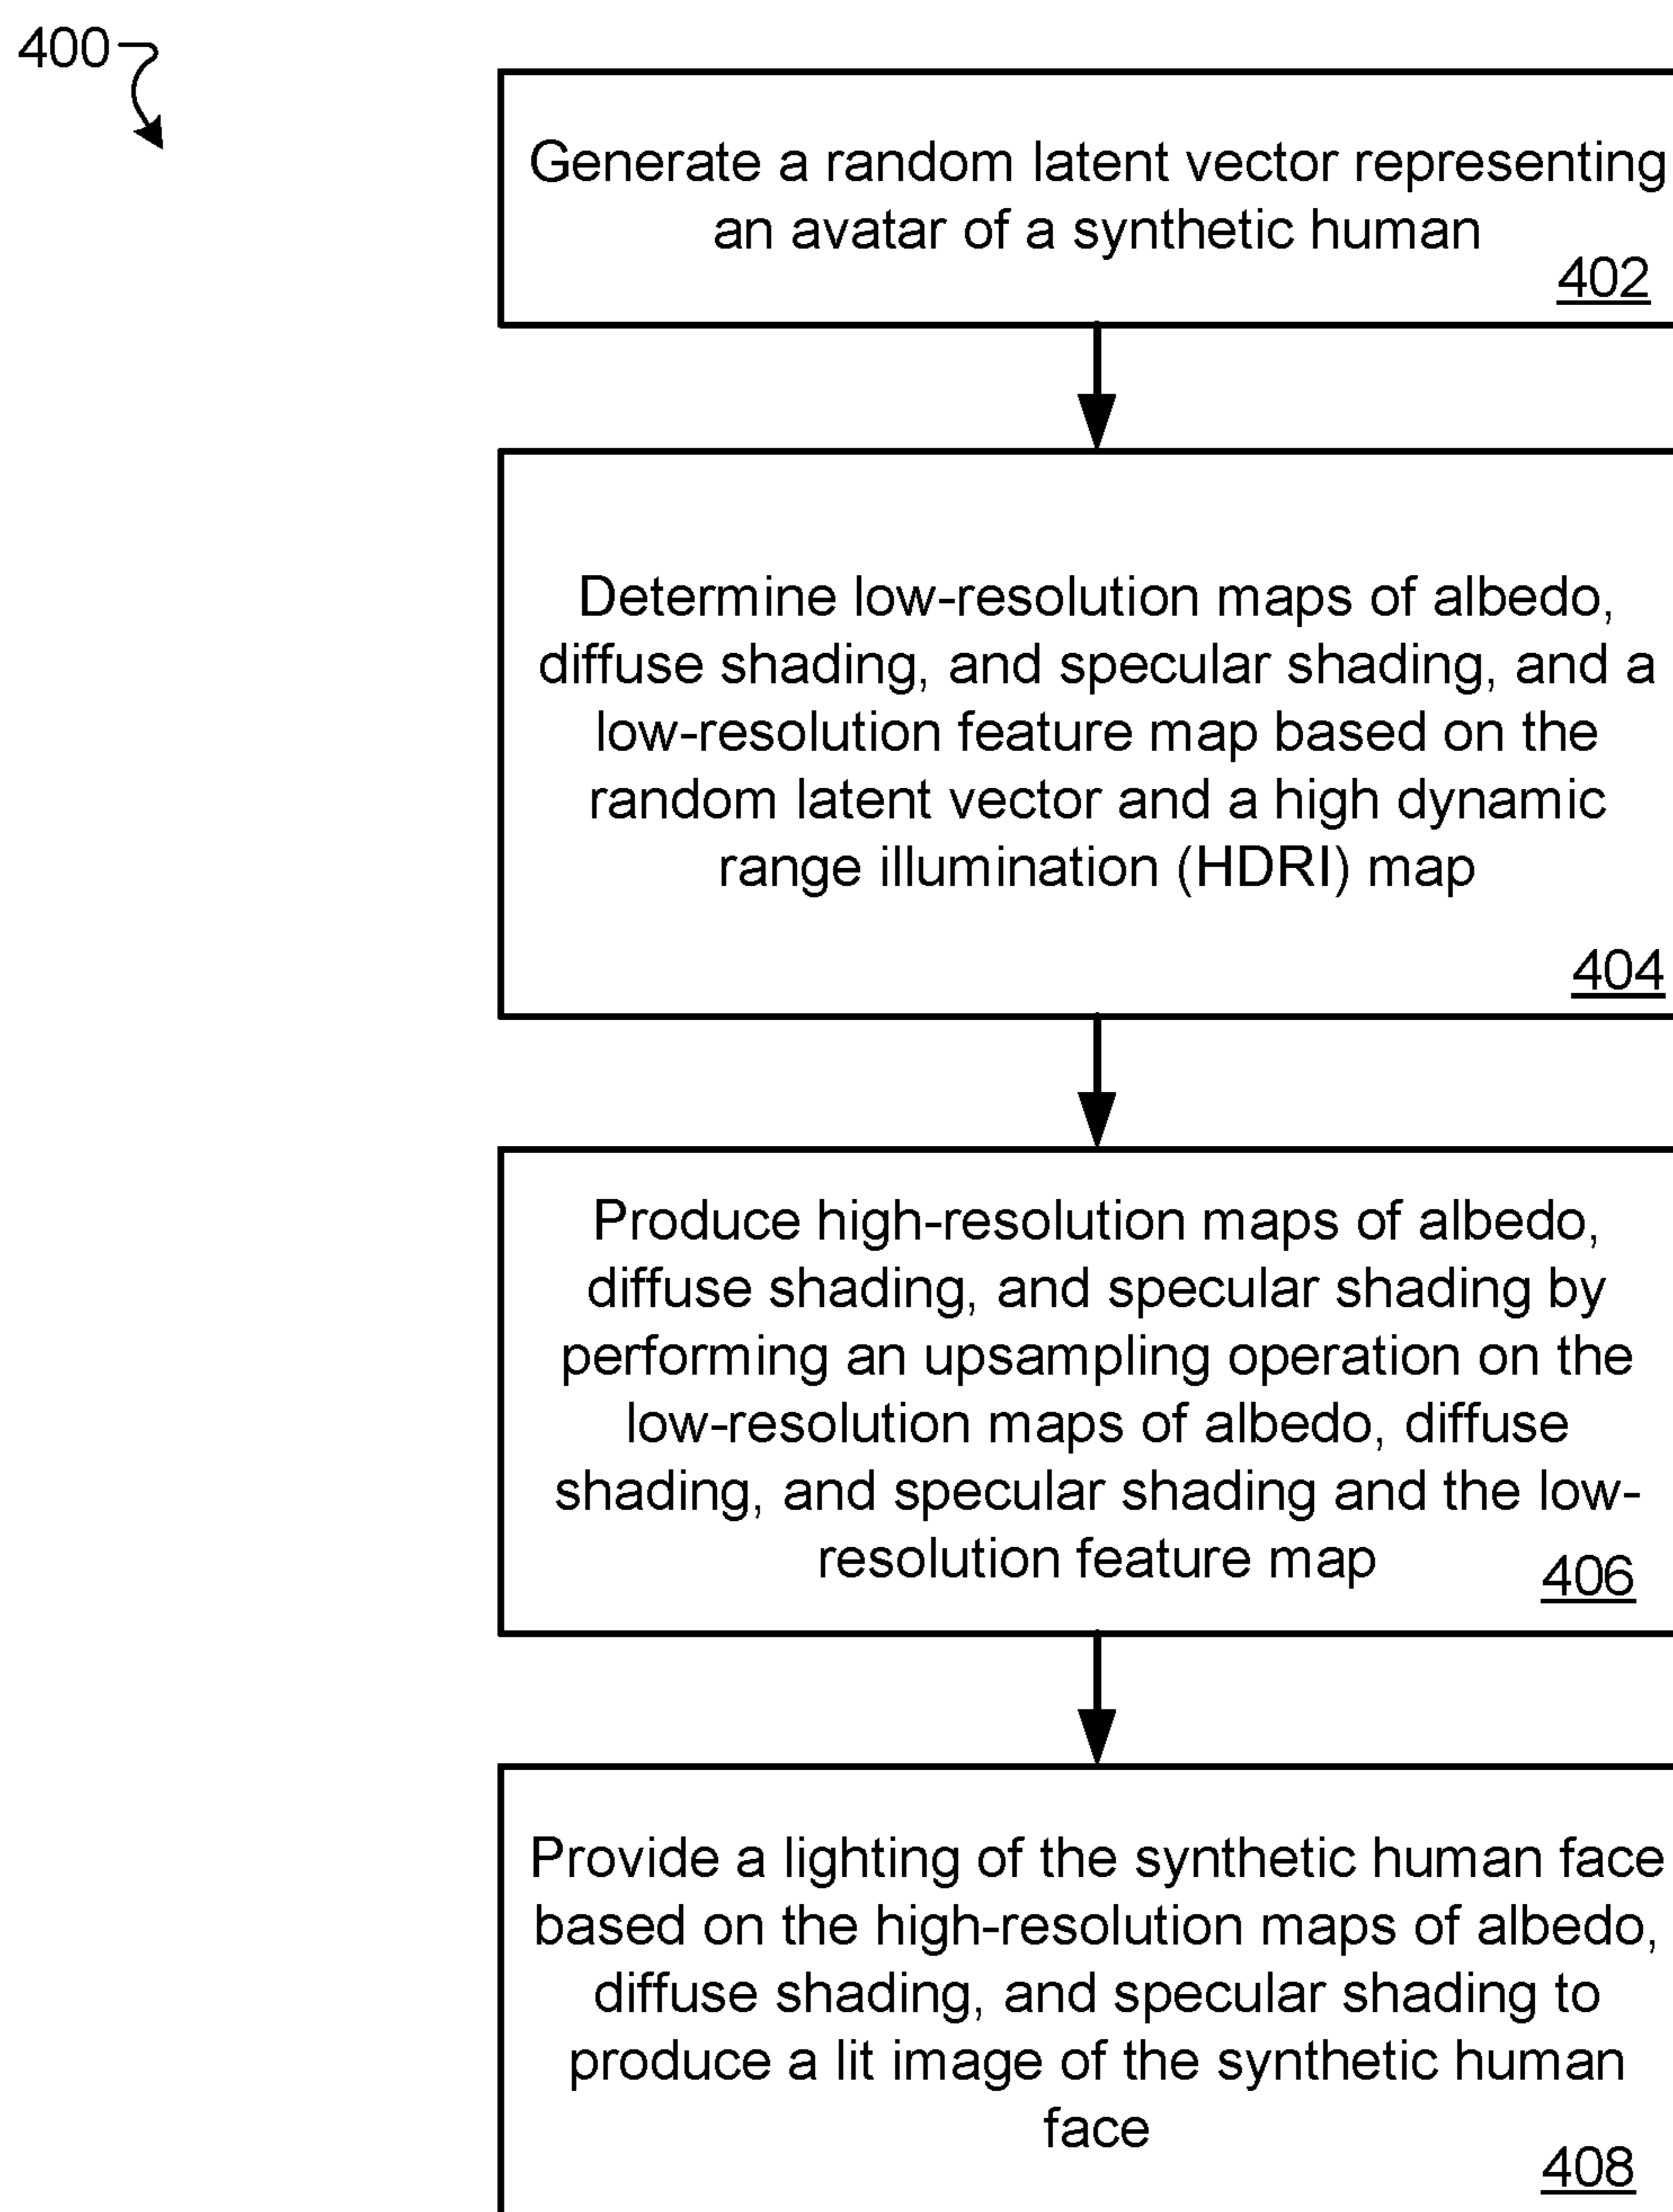 400
Generate a random latent vector representing
an avatar of a synthetic human
402
Determine low-resolution maps of albedo,
diffuse shading, and specular shading, and a
low-resolution feature map based on the
random latent vector and a high dynamic
range illumination (HDRI) map
404
Produce high-resolution maps of albedo,
diffuse shading, and specular shading by
performing an upsampling operation on the
low-resolution maps of albedo, diffuse
shading, and specular shading and the low-
resolution feature map
406
Provide a lighting of the synthetic human face
based on the high-resolution maps of albedo,
diffuse shading, and specular shading to
produce a lit image of the synthetic human
face
408